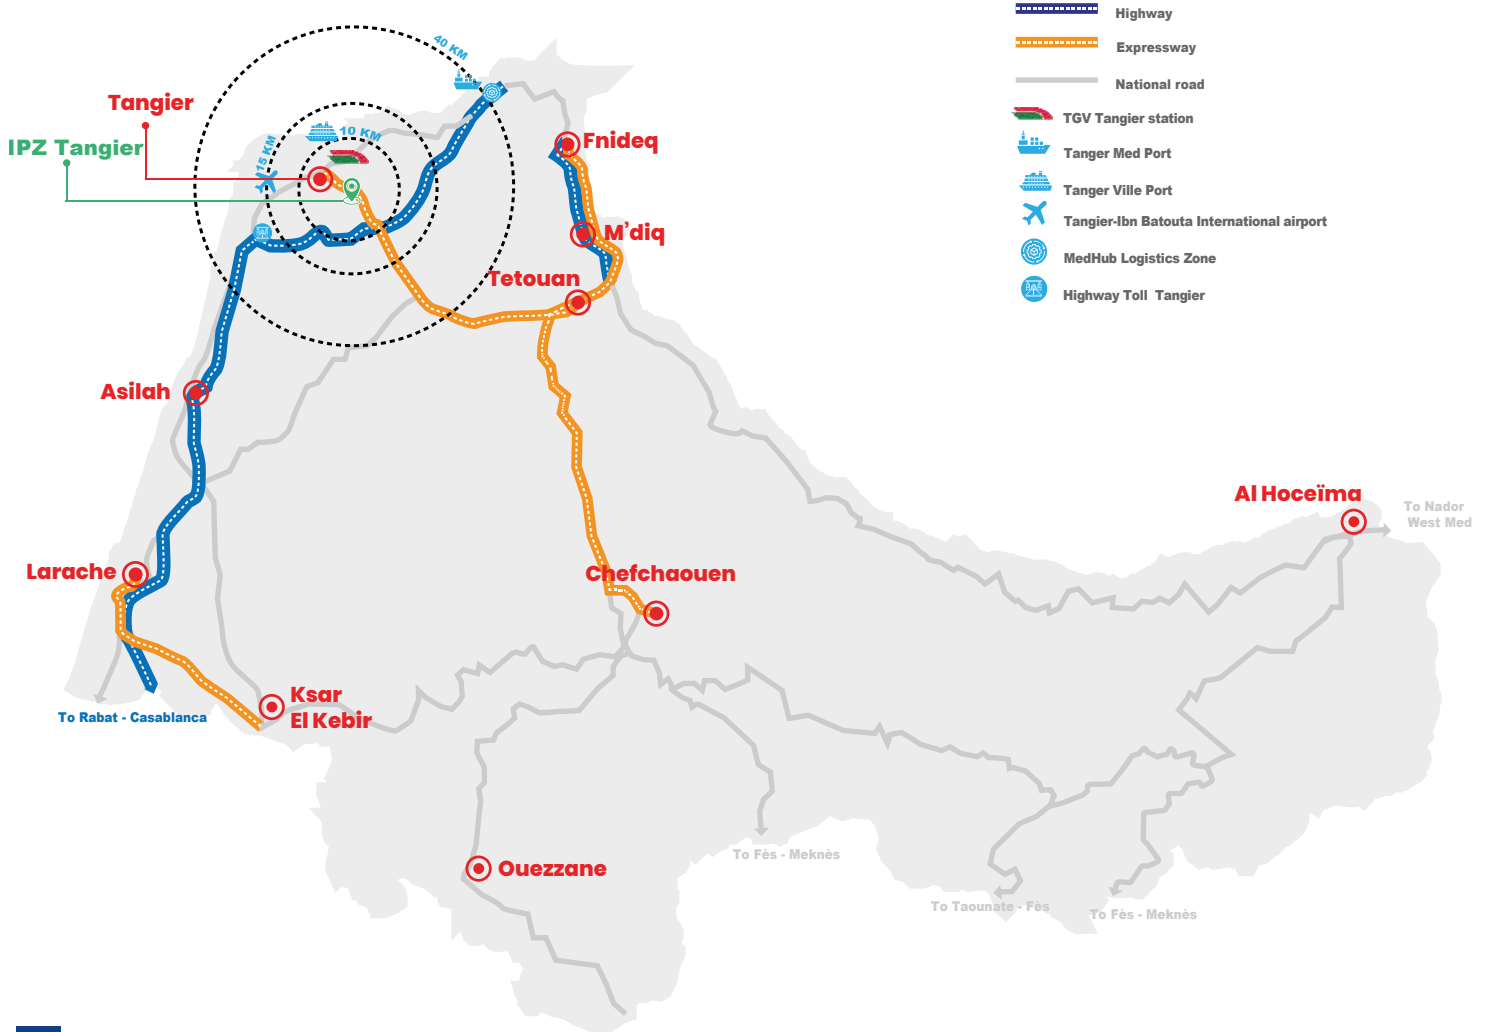 Highway
Expressway
National road
TGV Tangier station
Tanger Med Port
Tanger Ville Port
Tangier-Ibn Batouta International airport
MedHub Logistics Zone
Highway Toll Tangier
40 KM
Tangier
10 KM
15 KM
IPZ Tangier
Fnideq
M'diq
Tetouan
Asilah
Al Hoceïma
To Nador
West Med
Larache
Chefchaouen
Ksar
El Kebir
To Rabat - Casablanca
Ouezzane
To Fès - Meknès
To Taounate - Fès
To Fès - Meknès